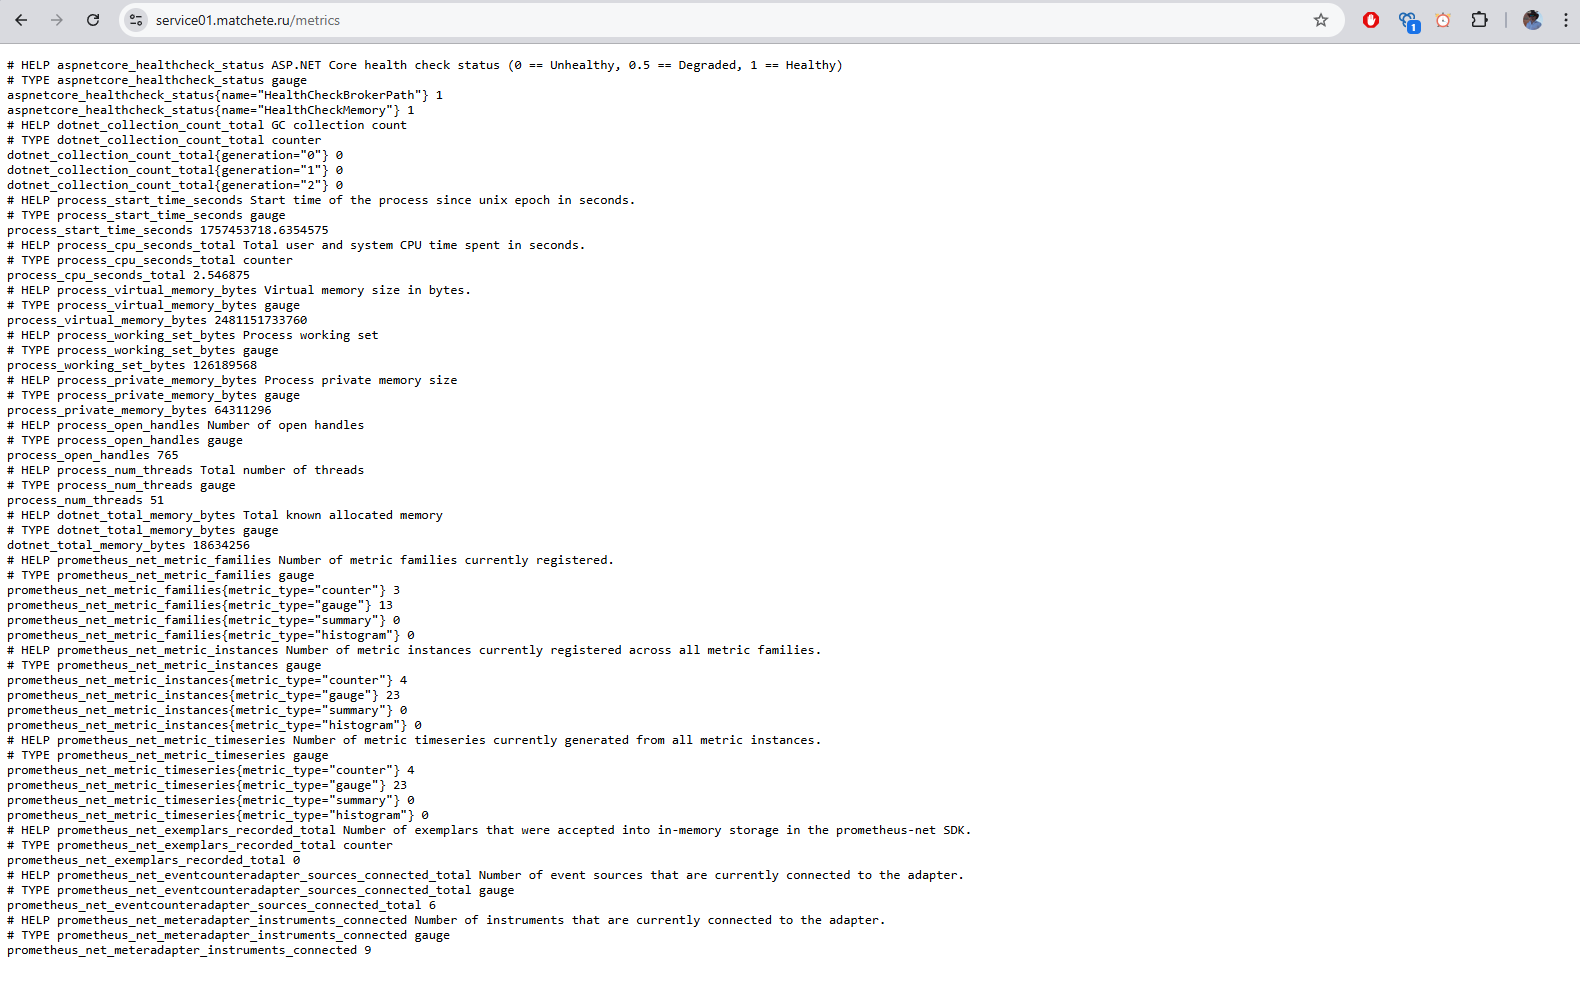 service01.matchete.ru/metrics
1
# HELP aspnetcore_healthcheck_status ASP.NET Core health check status (0 == Unhealthy, 0.5 == Degraded, 1 == Healthy)
# TYPE aspnetcore_healthcheck_status gauge
aspnetcore_healthcheck_status{name="HealthCheckBrokerPath"} 1
aspnetcore_healthcheck_status{name="HealthCheckMemory"} 1
# HELP dotnet_collection_count_total GC collection count
# TYPE dotnet_collection_count_total counter
dotnet_collection_count_total{generation="0"} 0
dotnet_collection_count_total{generation="1"} 0
dotnet_collection_count_total{generation="2"} 0
# HELP process_start_time_seconds Start time of the process since unix epoch in seconds.
# TYPE process_start_time_seconds gauge
process_start_time_seconds 1757453718.6354575
# HELP process_cpu_seconds_total Total user and system CPU time spent in seconds.
# TYPE process_cpu_seconds_total counter
process_cpu_seconds_total 2.546875
# HELP process_virtual_memory_bytes Virtual memory size in bytes.
# TYPE process_virtual_memory_bytes gauge
process_virtual_memory_bytes 2481151733760
# HELP process_working_set_bytes Process working set
# TYPE process_working_set_bytes gauge
process_working_set_bytes 126189568
# HELP process_private_memory_bytes Process private memory size
# TYPE process_private_memory_bytes gauge
process_private_memory_bytes 64311296
# HELP process_open_handles Number of open handles
# TYPE process_open_handles gauge
process_open_handles 765
# HELP process_num_threads Total number of threads
# TYPE process_num_threads gauge
process_num_threads 51
# HELP dotnet_total_memory_bytes Total known allocated memory
# TYPE dotnet_total_memory_bytes gauge
dotnet_total_memory_bytes 18634256
# HELP prometheus_net_metric_families Number of metric families currently registered.
# TYPE prometheus_net_metric_families gauge
prometheus_net_metric_families{metric_type="counter"} 3
prometheus_net_metric_families{metric_type="gauge"} 13
prometheus_net_metric_families{metric_type="summary"} 0
prometheus_net_metric_families{metric_type="histogram"} 0
# HELP prometheus_net_metric_instances Number of metric instances currently registered across all metric families.
# TYPE prometheus_net_metric_instances gauge
prometheus_net_metric_instances{metric_type="counter"} 4
prometheus_net_metric_instances{metric_type="gauge"} 23
prometheus_net_metric_instances{metric_type="summary"} 0
prometheus_net_metric_instances{metric_type="histogram"} 0
# HELP prometheus_net_metric_timeseries Number of metric timeseries currently generated from all metric instances.
# TYPE prometheus_net_metric_timeseries gauge
prometheus_net_metric_timeseries{metric_type="counter"} 4
prometheus_net_metric_timeseries{metric_type="gauge"} 23
prometheus_net_metric_timeseries{metric_type="summary"} 0
prometheus_net_metric_timeseries{metric_type="histogram"} 0
# HELP prometheus_net_exemplars_recorded_total Number of exemplars that were accepted into in-memory storage in the prometheus-net SDK.
# TYPE prometheus_net_exemplars_recorded_total counter
prometheus_net_exemplars_recorded_total 0
# HELP prometheus_net_eventcounteradapter_sources_connected_total Number of event sources that are currently connected to the adapter.
# TYPE prometheus_net_eventcounteradapter_sources_connected_total gauge
prometheus_net_eventcounteradapter_sources_connected_total 6
# HELP prometheus_net_meteradapter_instruments_connected Number of instruments that are currently connected to the adapter.
# TYPE prometheus_net_meteradapter_instruments_connected gauge
prometheus_net_meteradapter_instruments_connected 9